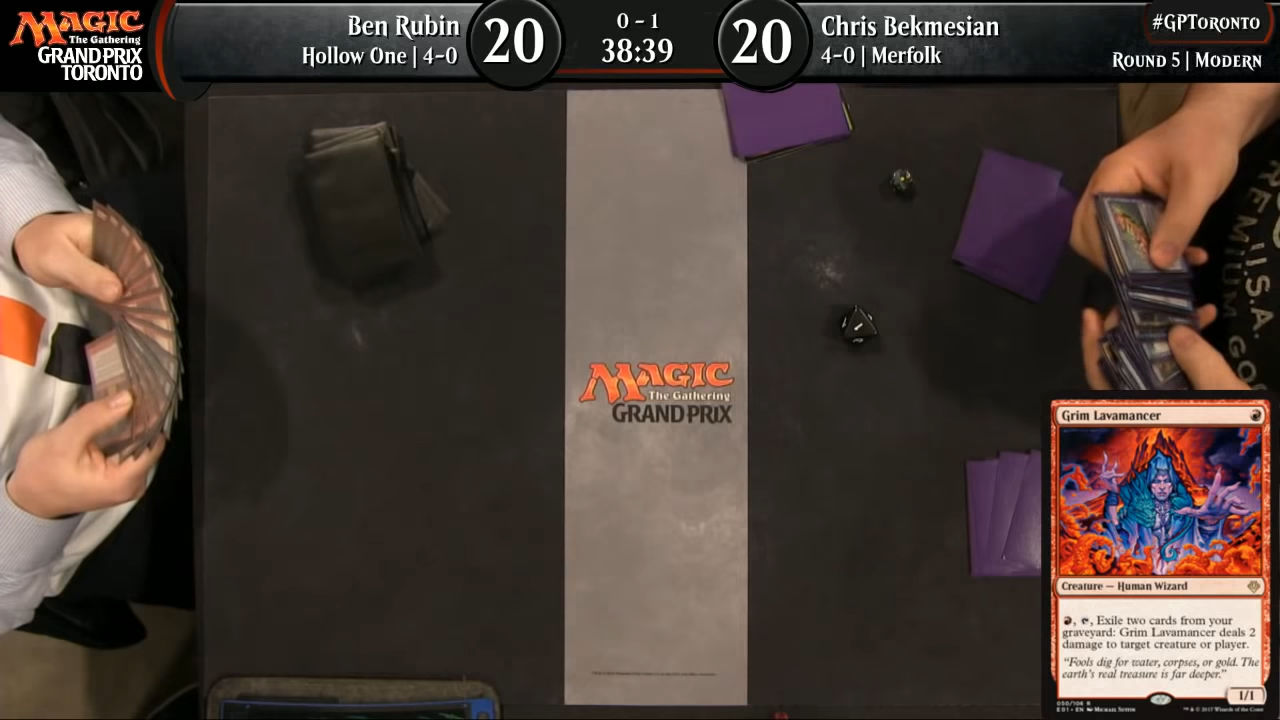 MAGIC
The Gathering
GRAND PRIX
TORONTO
Ben Rubin
Hollow One | 4-0
20
0 - 1
38:39
20
Chris Bekmesian
4-0 | Merfolk
#GPToronto
Round 5 | Modern
MAGIC
The Gathering
GRAND PRIX
Grim Lavamancer
Creature — Human Wizard
, , Exile two cards from your
graveyard: Grim Lavamancer deals 2
damage to target creature or player.
"Fools dig for water, corpses, or gold. The
earth's real treasure is far deeper."
1/1